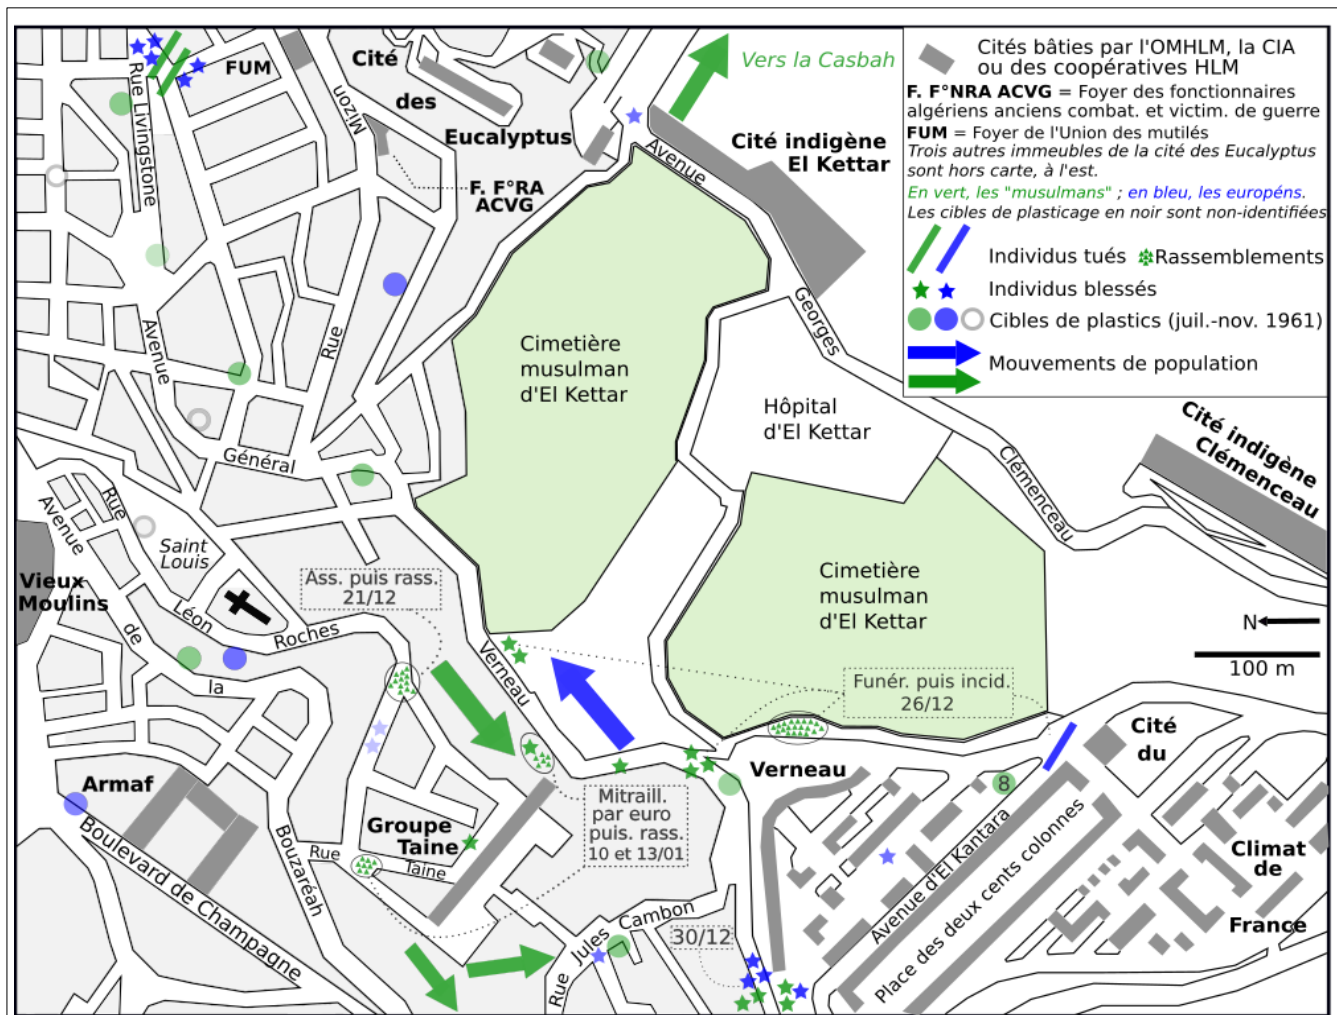 FUM
Cité
des
Eucalyptus
F. F°RA
ACVG
Rue Livingstone
Mizon
Rue
Vers la Casbah
Cité indigène
El Kettar
Avenue
Georges
Clémenceau
Cités bâties par l'OMHLM, la CIA
ou des coopératives HLM
F. F°NRA ACVG = Foyer des fonctionnaires
algériens anciens combat. et victim. de guerre
FUM = Foyer de l'Union des mutilés
Trois autres immeubles de la cité des Eucalyptus
sont hors carte, à l'est.
En vert, les "musulmans" ; en bleu, les européns.
Les cibles de plasticage en noir sont non-identifiées
Individus tués
Rassemblements
Individus blessés
Cibles de plastics (juil.-nov. 1961)
Mouvements de population
Cimetière
musulman
d'El Kettar
Hôpital
d'El Kettar
Cité indigène
Clémenceau
Avenue
Général
Verneau
Rue
Léon
Roches
Saint
Louis
Avenue
de
la
Bouzaréah
Vieux
Moulins
Ass. puis rass.
21/12
Cimetière
musulman
d'El Kettar
N
100 m
Funér. puis incid.
26/12
Cité
du
Climat
de
France
Verneau
Armaf
Boulevard de Champagne
Groupe
Taine
Rue
Taine
Mitraill.
par euro
puis. rass.
10 et 13/01
8
Avenue d'El Kantara
Place des deux cents colonnes
Rue
Jules
Cambon
30/12